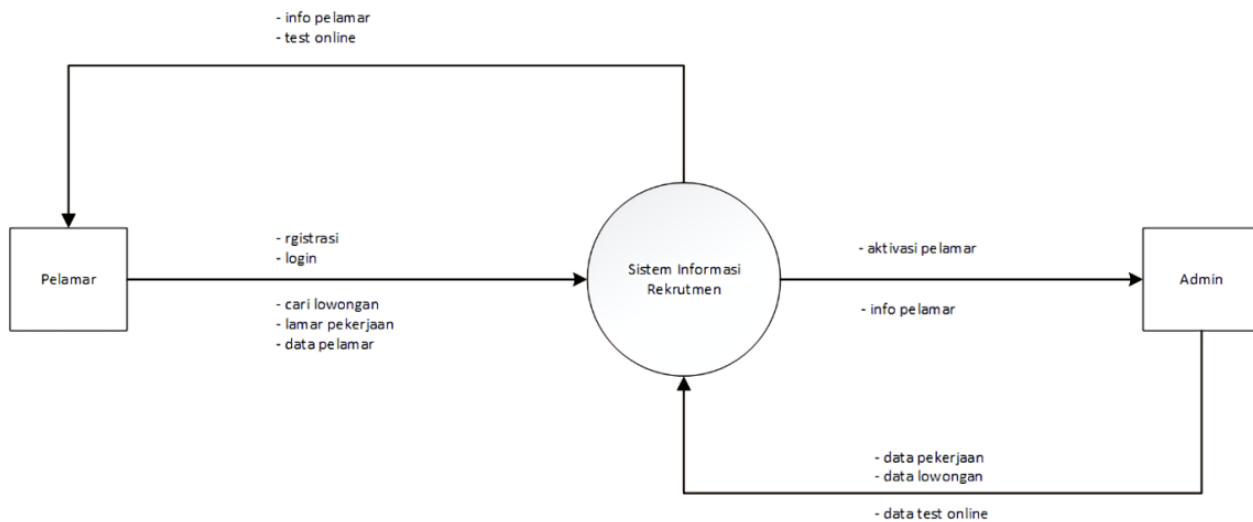 - info pelamar
- test online
Pelamar
- rgistrasi
- login
- cari lowongan
- lamar pekerjaan
- data pelamar
Sistem Informasi
Rekrutmen
- aktivasi pelamar
- info pelamar
Admin
- data pekerjaan
- data lowongan
- data test online